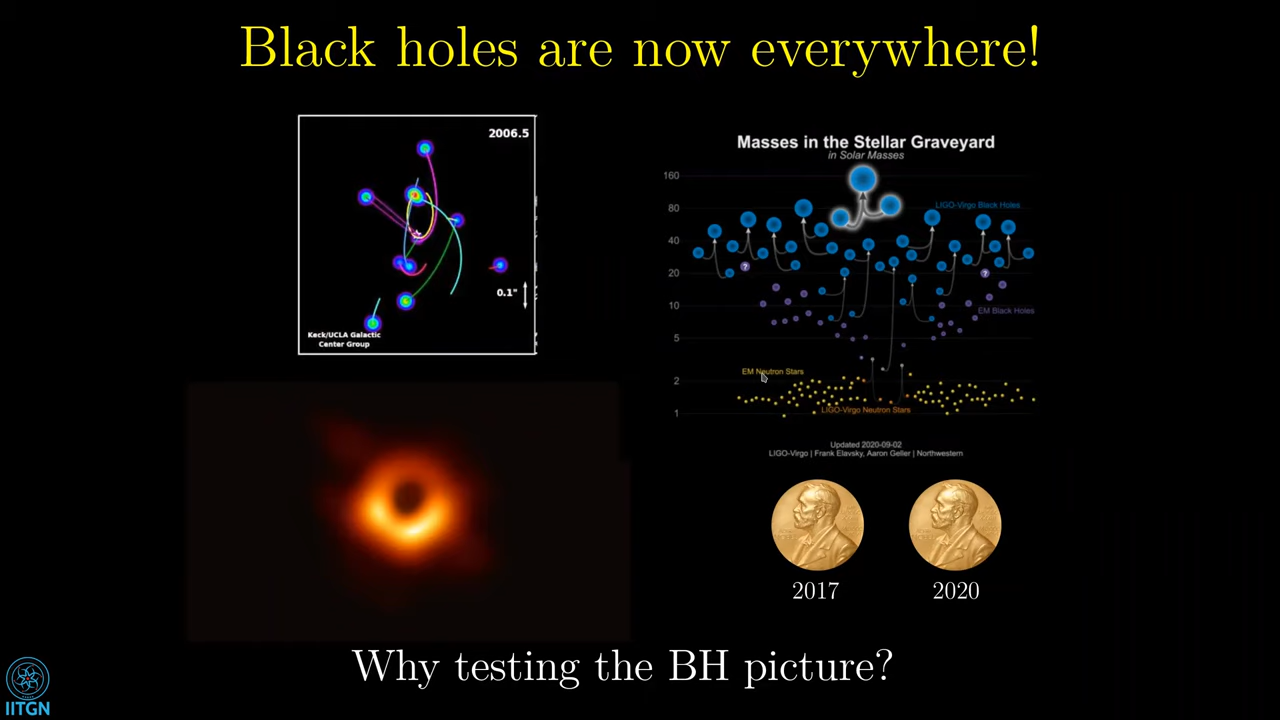 Black holes are now everywhere!
2006.5
0.1"
Keck/UCLA Galactic
Center Group
Masses in the Stellar Graveyard
in Solar Masses
160
80
LIGO-Virgo Black Holes
40
20
10
EM Black Holes
5
EM Neutron Stars
2
LIGO-Virgo Neutron Stars
1
Updated 2020-09-02
LIGO-Virgo | Frank Elavsky, Aaron Geller | Northwestern
2017
2020
Why testing the BH picture?
IITGN